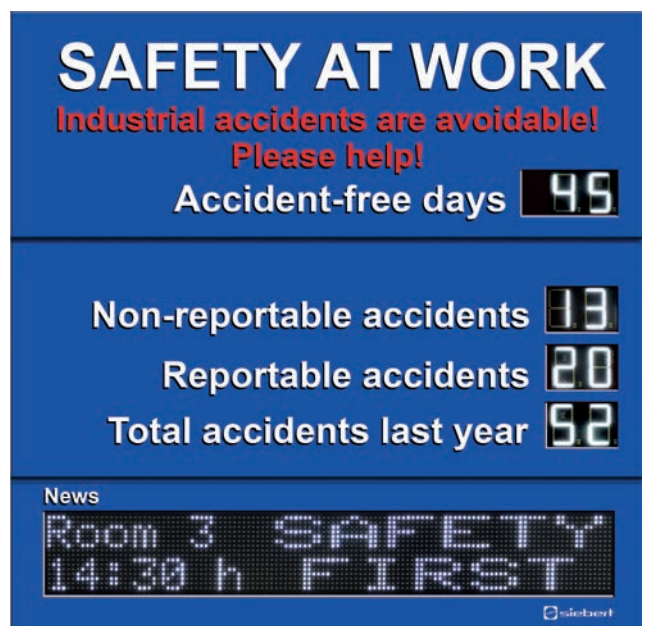 SAFETY AT WORK
Industrial accidents are avoidable!
Please help!
Accident-free days 45
Non-reportable accidents 13
Reportable accidents 20
Total accidents last year 52
News
Room 3 SAFETY
14:30 h FIRST
siebert